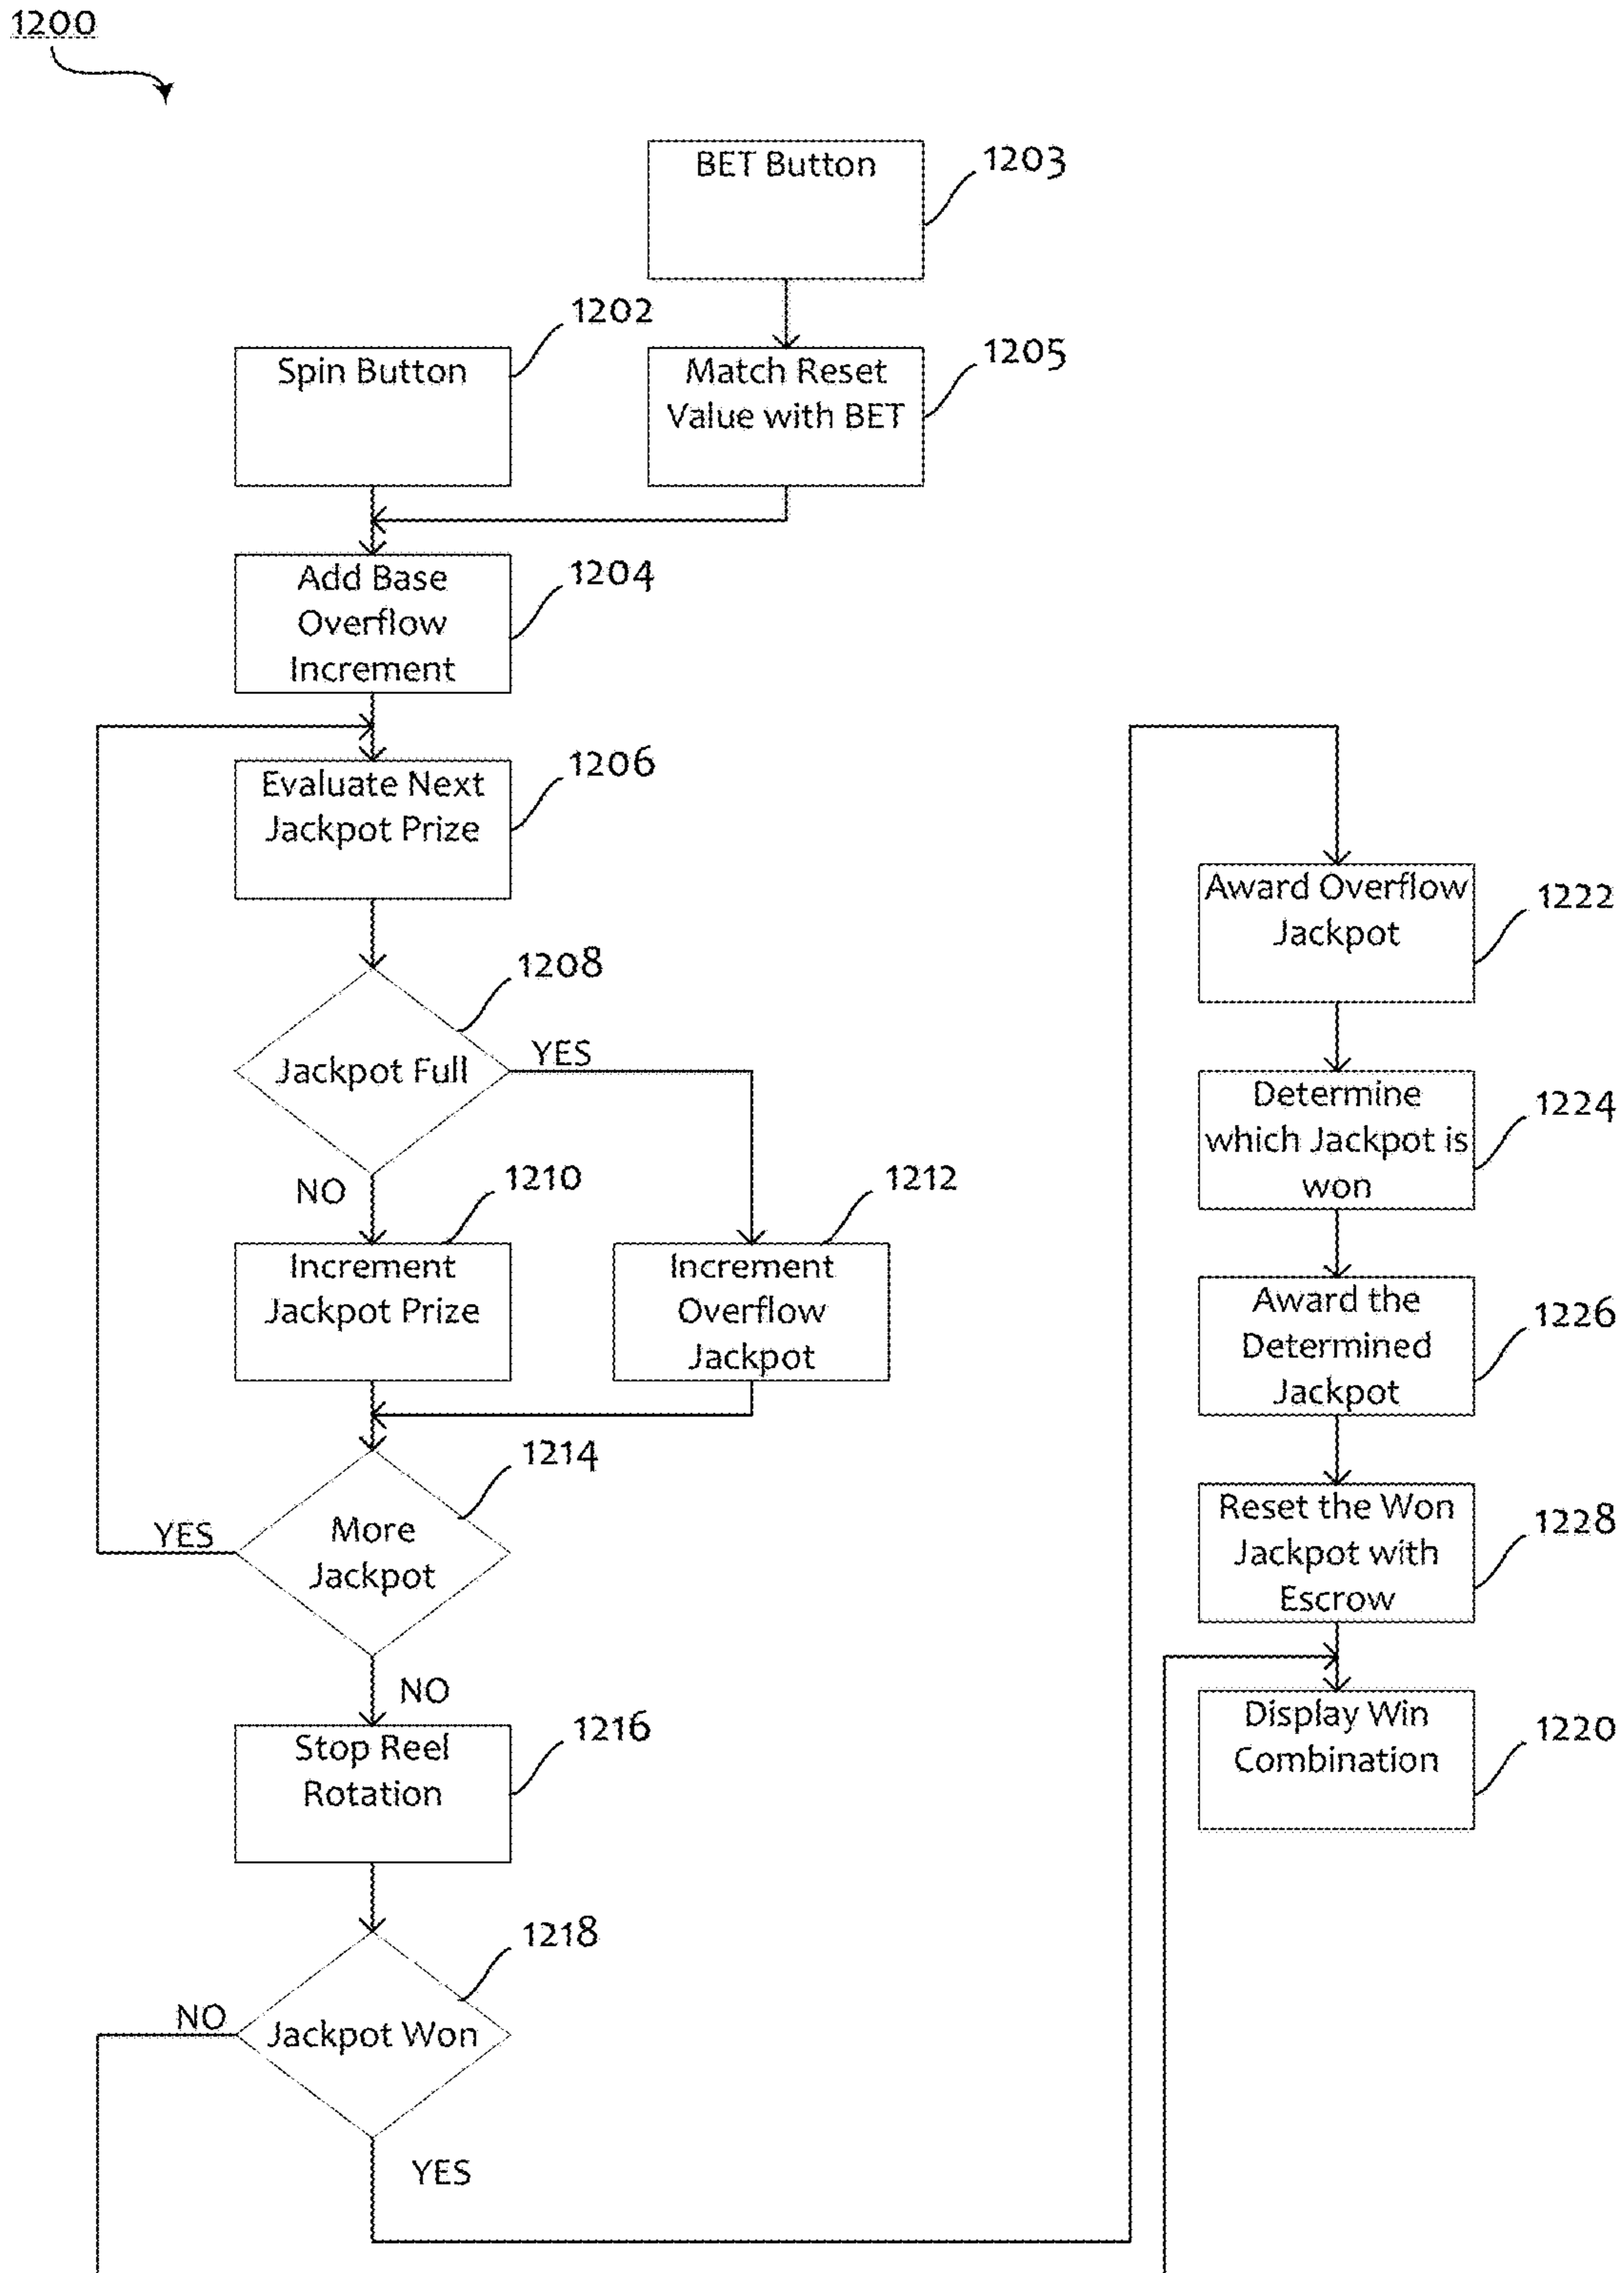 1200
BET Button
1203
1202
Spin Button
Match Reset
Value with BET
1205
Add Base
Overflow
Increment
1204
Evaluate Next
Jackpot Prize
1206
Jackpot Full
1208
YES
NO
1210
Increment
Jackpot Prize
1212
Increment
Overflow
Jackpot
1214
More
Jackpot
YES
NO
Stop Reel
Rotation
1216
1218
Jackpot Won
NO
YES
Award Overflow
Jackpot
1222
Determine
which Jackpot is
won
1224
Award the
Determined
Jackpot
1226
Reset the Won
Jackpot with
Escrow
1228
Display Win
Combination
1220